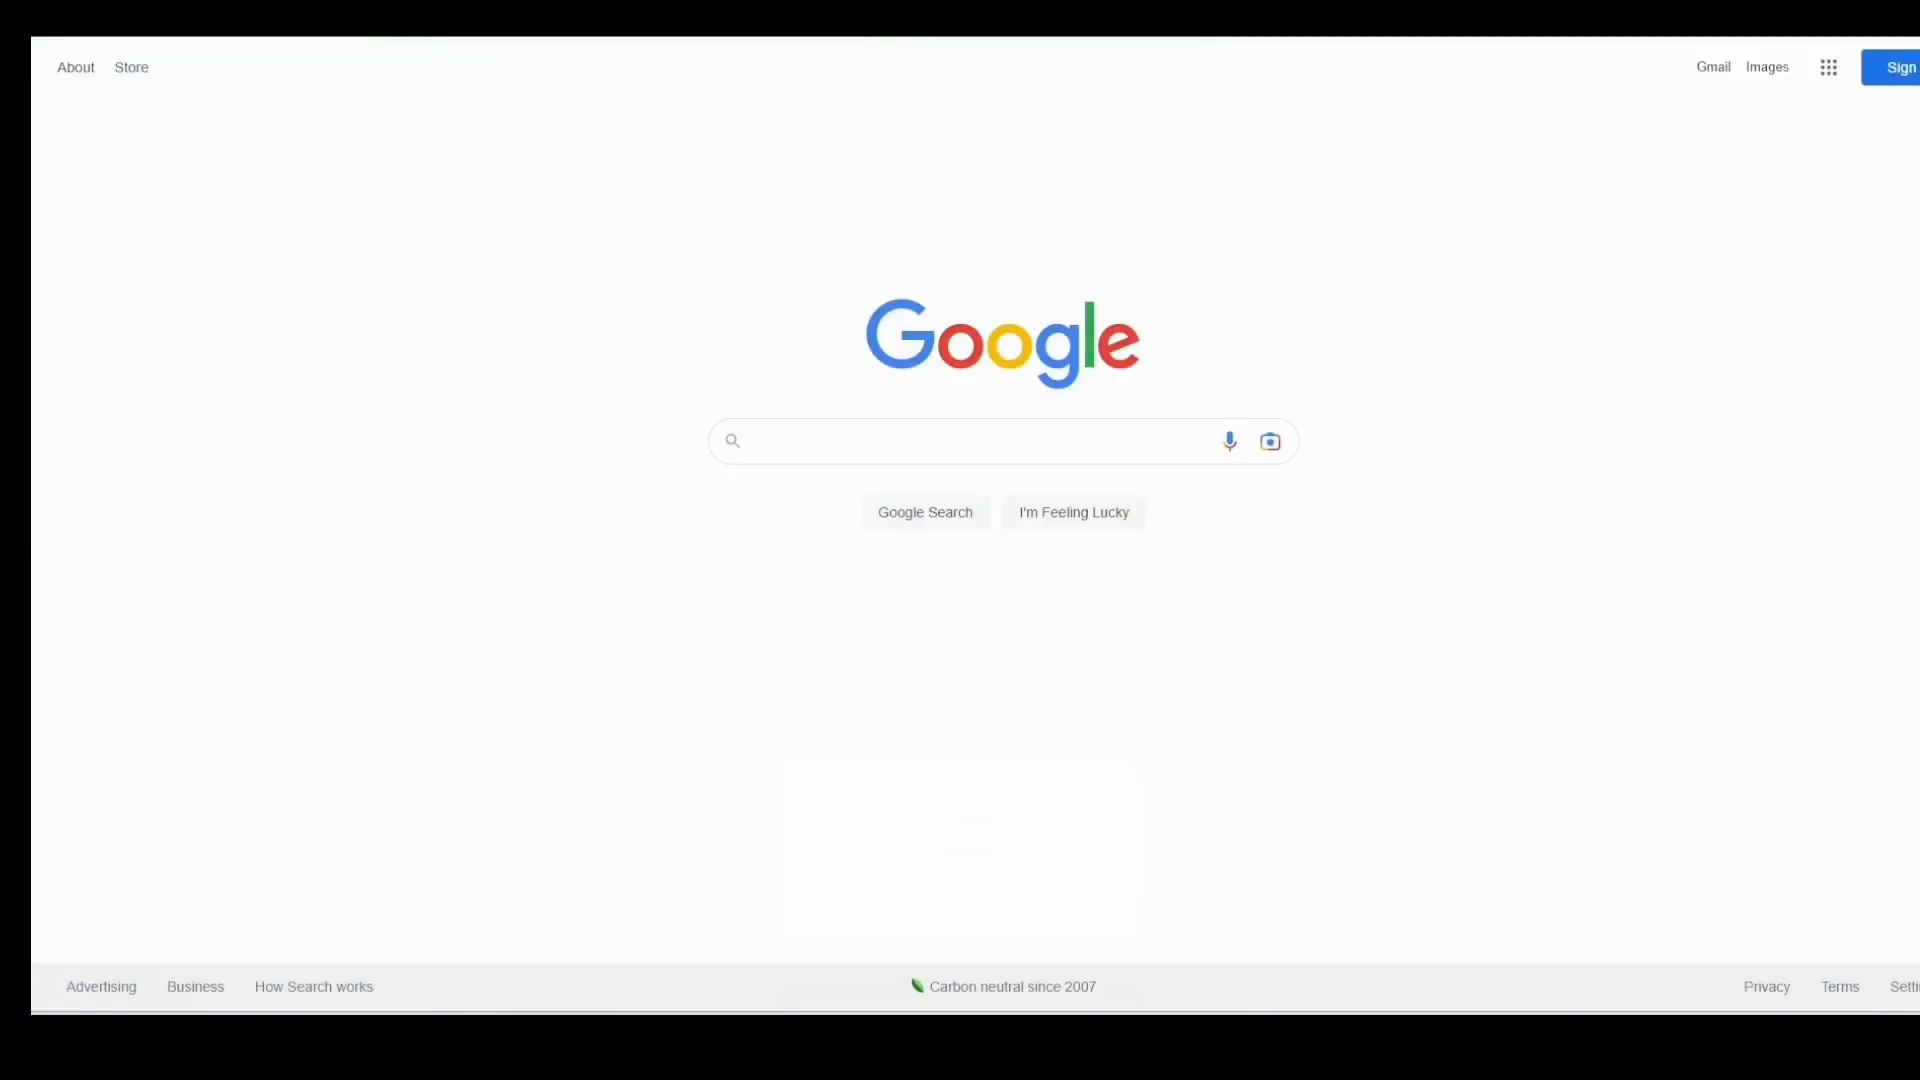 About Store
Gmail Images
Sign
Google
Google Search I'm Feeling Lucky
Advertising Business How Search works
Carbon neutral since 2007
Privacy Terms